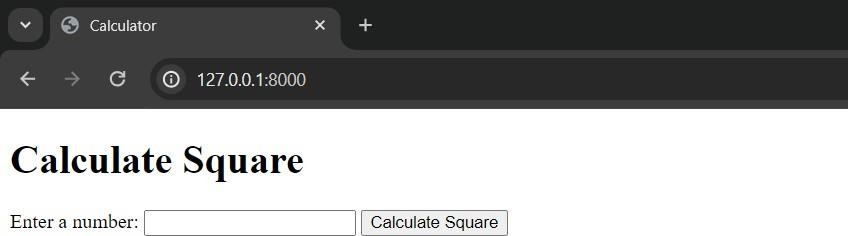 Calculator
127.0.0.1:8000
Calculate Square
Enter a number: Calculate Square